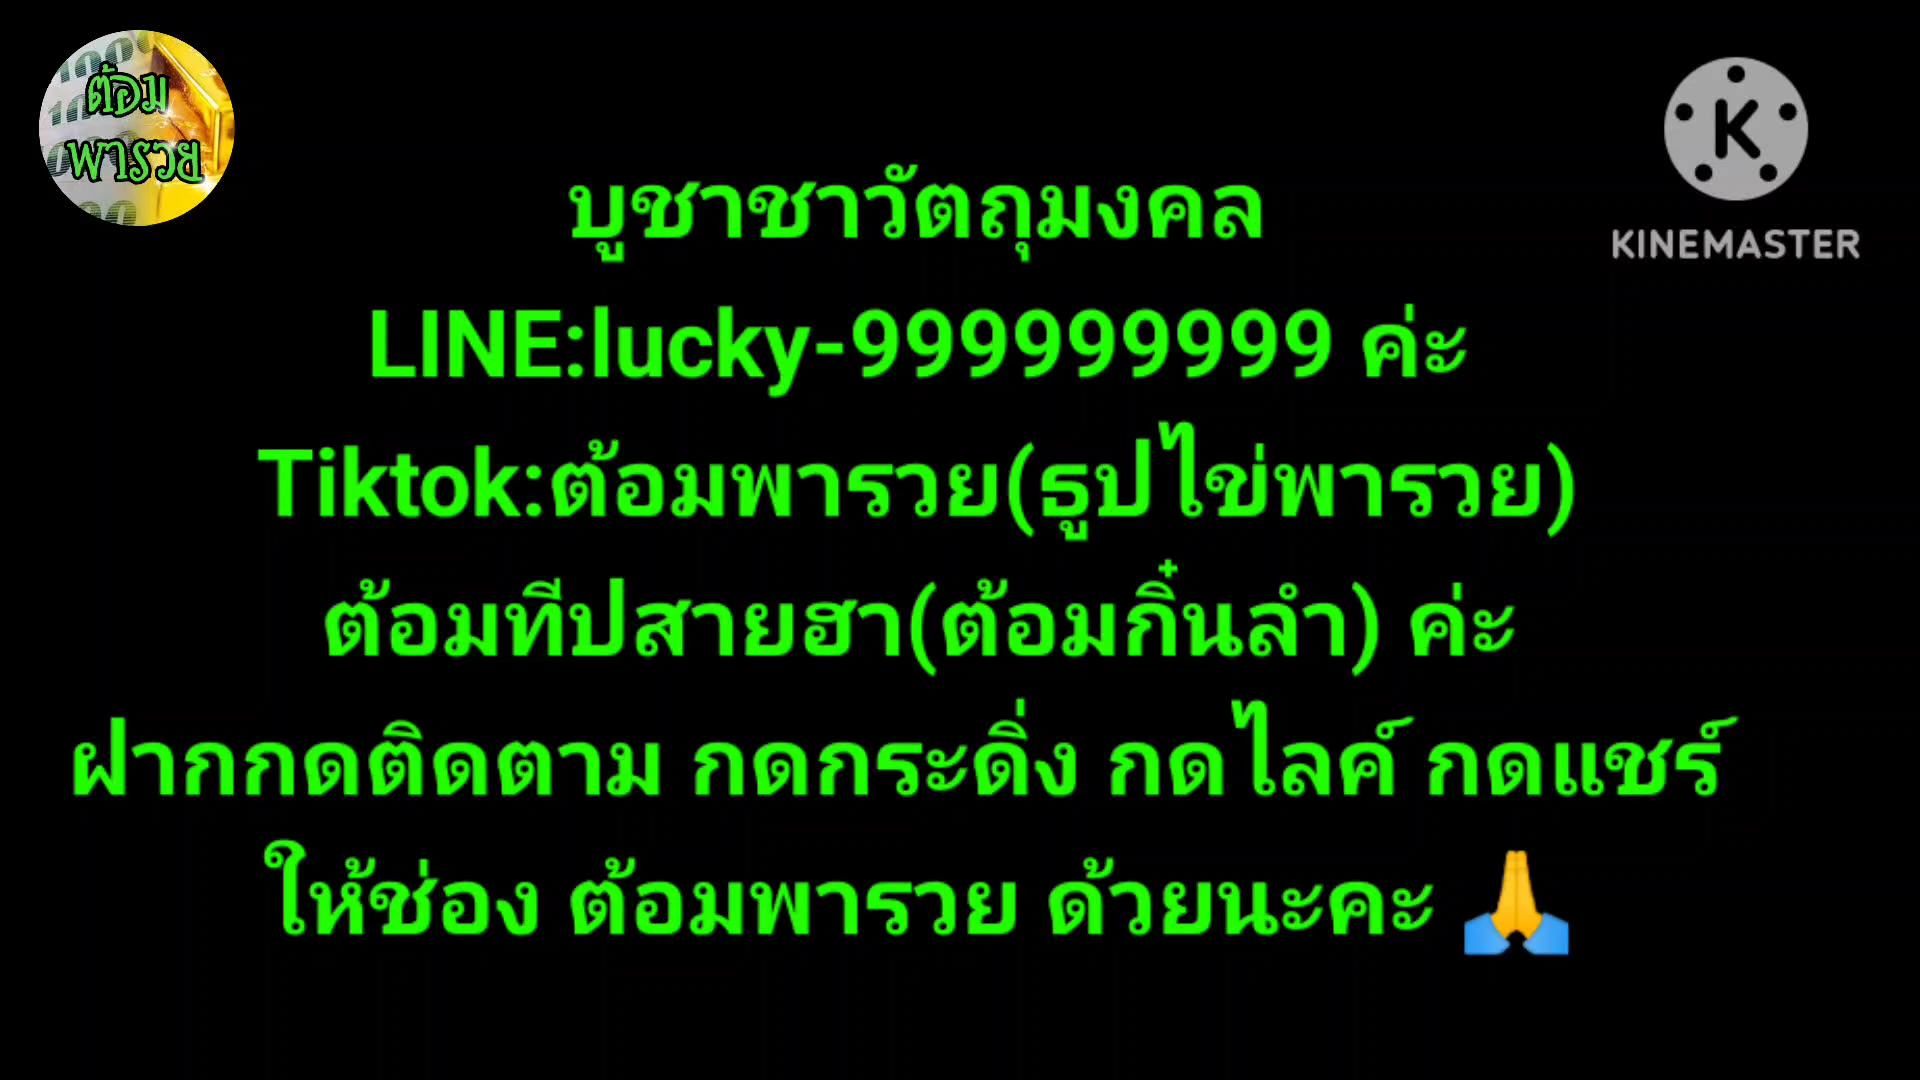 ต้อม
พารวย
KINEMASTER
บูชาชาวัตถุมงคล
LINE:lucky-999999999 ค่ะ
Tiktok:ต้อมพารวย(ธูปไข่พารวย)
ต้อมทีปสายฮา(ต้อมกิ๋นลำ) ค่ะ
ฝากกดติดตาม กดกระดิ่ง กดไลค์ กดแชร์
ให้ช่อง ต้อมพารวย ด้วยนะคะ 🙏